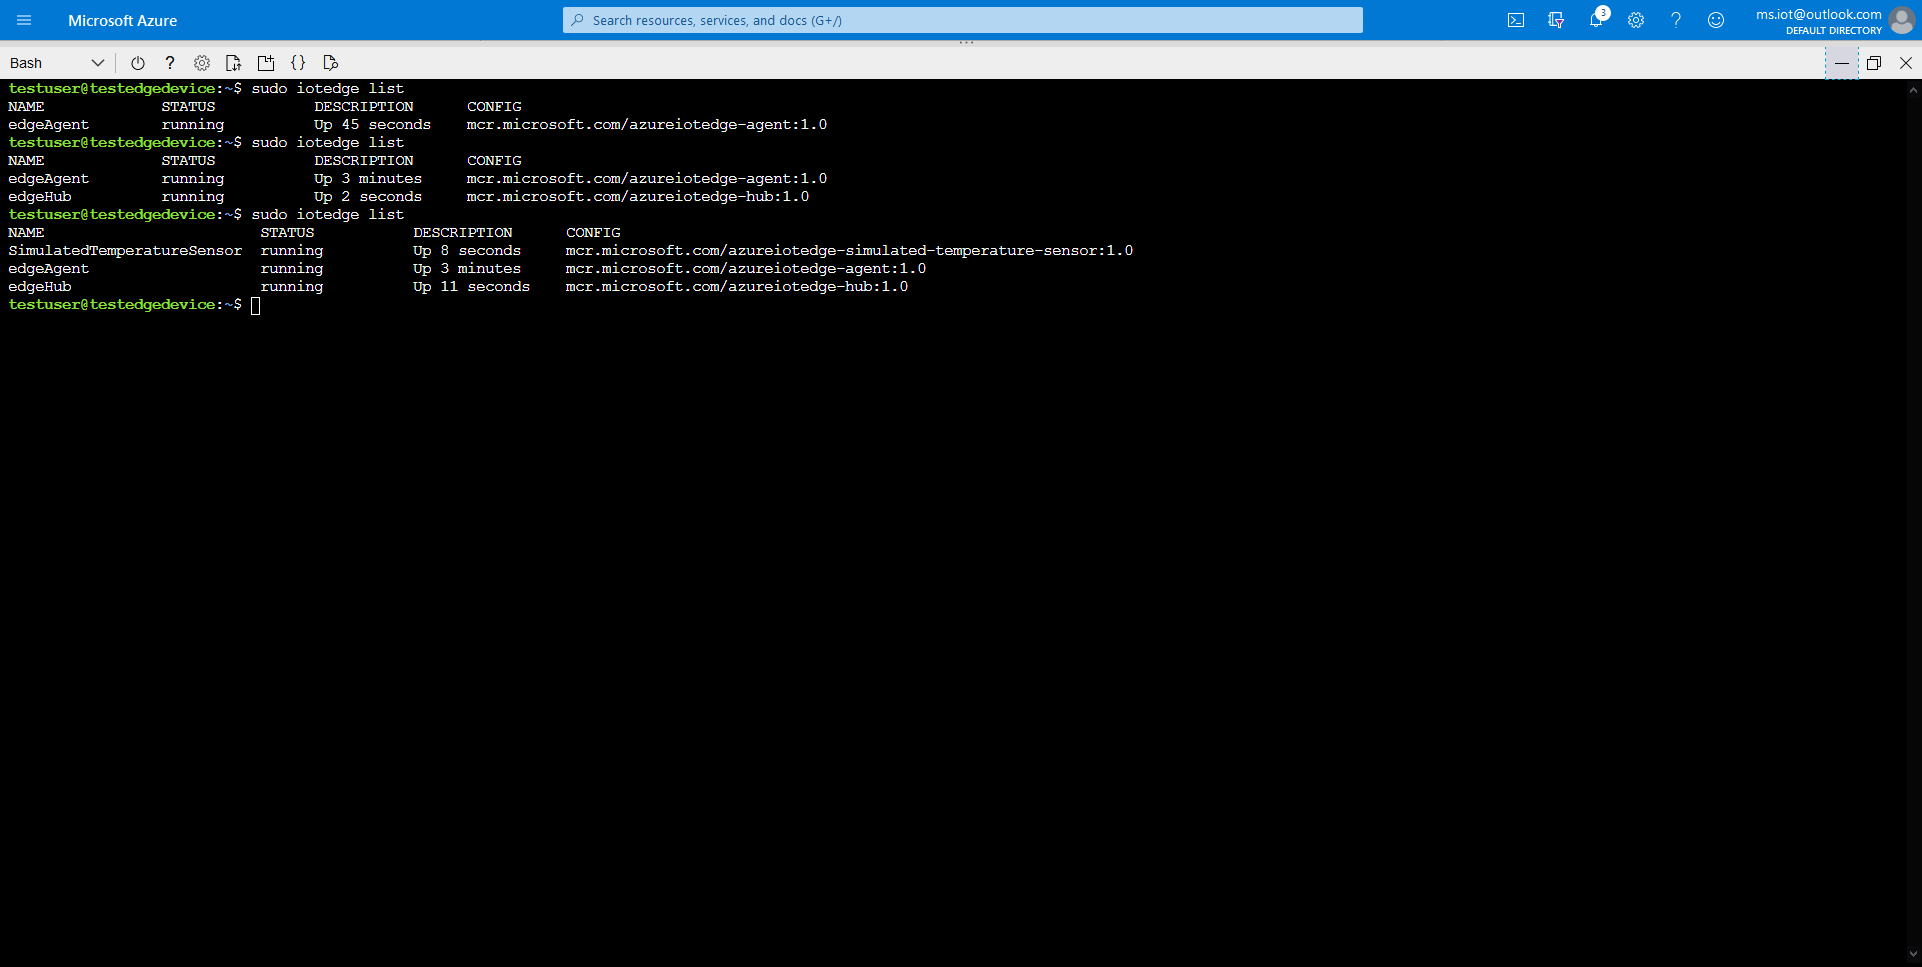 Microsoft Azure
Search resources, services, and docs (G+/)
3
ms.iot@outlook.com
DEFAULT DIRECTORY
Bash
testuser@testedgedevice:~$ sudo iotedge list
NAME STATUS DESCRIPTION CONFIG
edgeAgent running Up 45 seconds mcr.microsoft.com/azureiotedge-agent:1.0
testuser@testedgedevice:~$ sudo iotedge list
NAME STATUS DESCRIPTION CONFIG
edgeAgent running Up 3 minutes mcr.microsoft.com/azureiotedge-agent:1.0
edgeHub running Up 2 seconds mcr.microsoft.com/azureiotedge-hub:1.0
testuser@testedgedevice:~$ sudo iotedge list
NAME STATUS DESCRIPTION CONFIG
SimulatedTemperatureSensor running Up 8 seconds mcr.microsoft.com/azureiotedge-simulated-temperature-sensor:1.0
edgeAgent running Up 3 minutes mcr.microsoft.com/azureiotedge-agent:1.0
edgeHub running Up 11 seconds mcr.microsoft.com/azureiotedge-hub:1.0
testuser@testedgedevice:~$